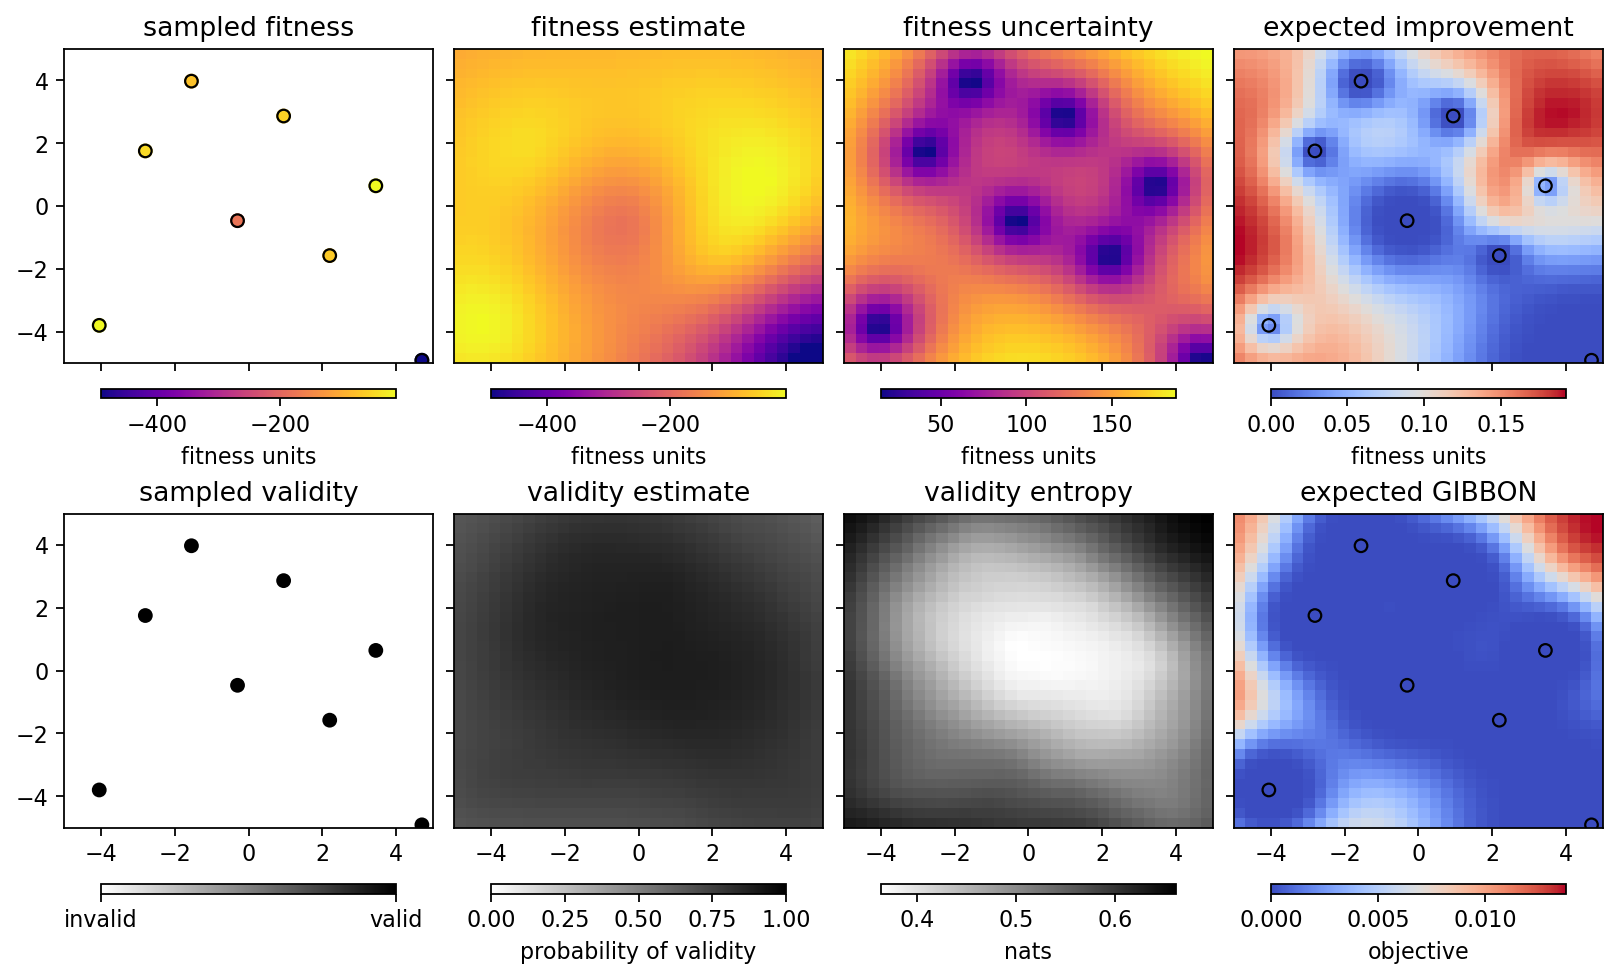 sampled fitness
fitness estimate
fitness uncertainty
expected improvement
4
2
0
−2
−4
−400 −200
−400 −200
50 100 150
0.00 0.05 0.10 0.15
fitness units
fitness units
fitness units
fitness units
sampled validity
validity estimate
validity entropy
expected GIBBON
4
2
0
−2
−4
−4 −2 0 2 4
−4 −2 0 2 4
−4 −2 0 2 4
−4 −2 0 2 4
invalid valid
0.00 0.25 0.50 0.75 1.00
0.4 0.5 0.6
0.000 0.005 0.010
probability of validity
nats
objective